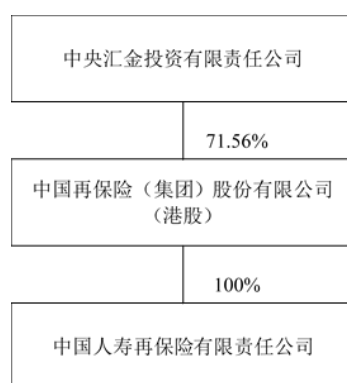 中央汇金投资有限责任公司
71.56%
中国再保险（集团）股份有限公司
（港股）
100%
中国人寿再保险有限责任公司